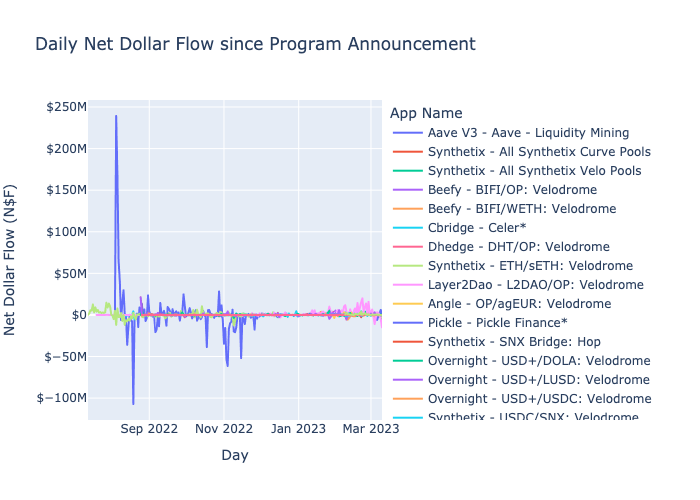 Daily Net Dollar Flow since Program Announcement
Net Dollar Flow (N$F)
$250M
$200M
$150M
$100M
$50M
$0
$−50M
$−100M
Sep 2022
Nov 2022
Jan 2023
Mar 2023
Day
App Name
Aave V3 - Aave - Liquidity Mining
Synthetix - All Synthetix Curve Pools
Synthetix - All Synthetix Velo Pools
Beefy - BIFI/OP: Velodrome
Beefy - BIFI/WETH: Velodrome
Cbridge - Celer*
Dhedge - DHT/OP: Velodrome
Synthetix - ETH/sETH: Velodrome
Layer2Dao - L2DAO/OP: Velodrome
Angle - OP/agEUR: Velodrome
Pickle - Pickle Finance*
Synthetix - SNX Bridge: Hop
Overnight - USD+/DOLA: Velodrome
Overnight - USD+/LUSD: Velodrome
Overnight - USD+/USDC: Velodrome
Synthetix - USDC/SNX: Velodrome